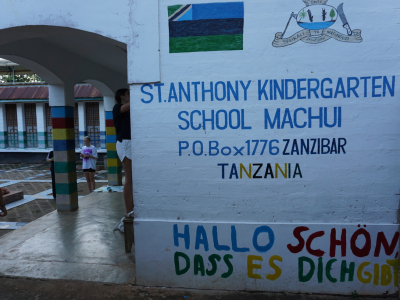 ST. ANTHONY KINDERGARTEN
SCHOOL MACHUI
P.O.Box 1776 ZANZIBAR
TANZANIA
HALLO SCHÖN,
DASS ES DICH GIBT